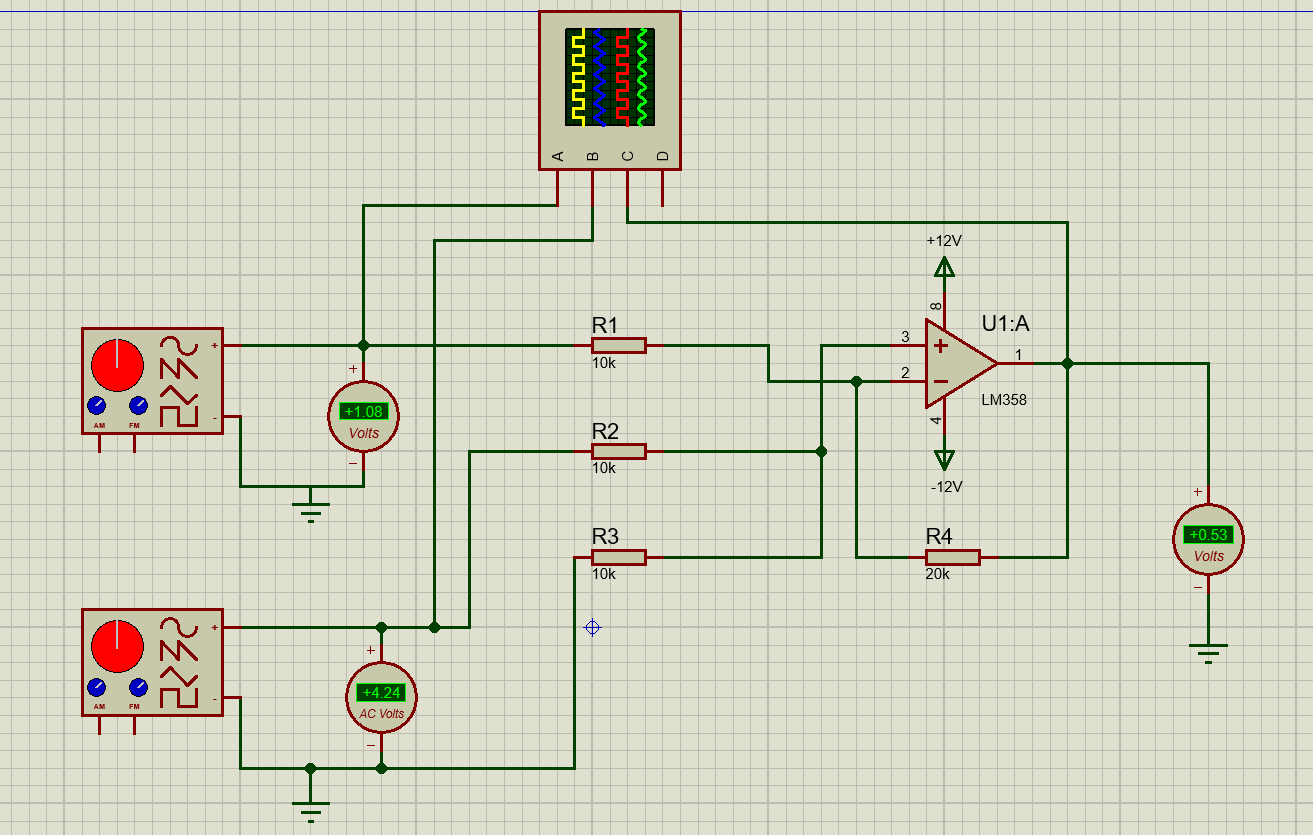 A
B
C
D
+12V
8
U1:A
R1
10k
3
+
2
−
1
LM358
4
-12V
+
-
AM
FM
+
+1.08
Volts
−
R2
10k
R3
10k
R4
20k
+
+0.53
Volts
−
+
-
AM
FM
+
+4.24
AC Volts
−